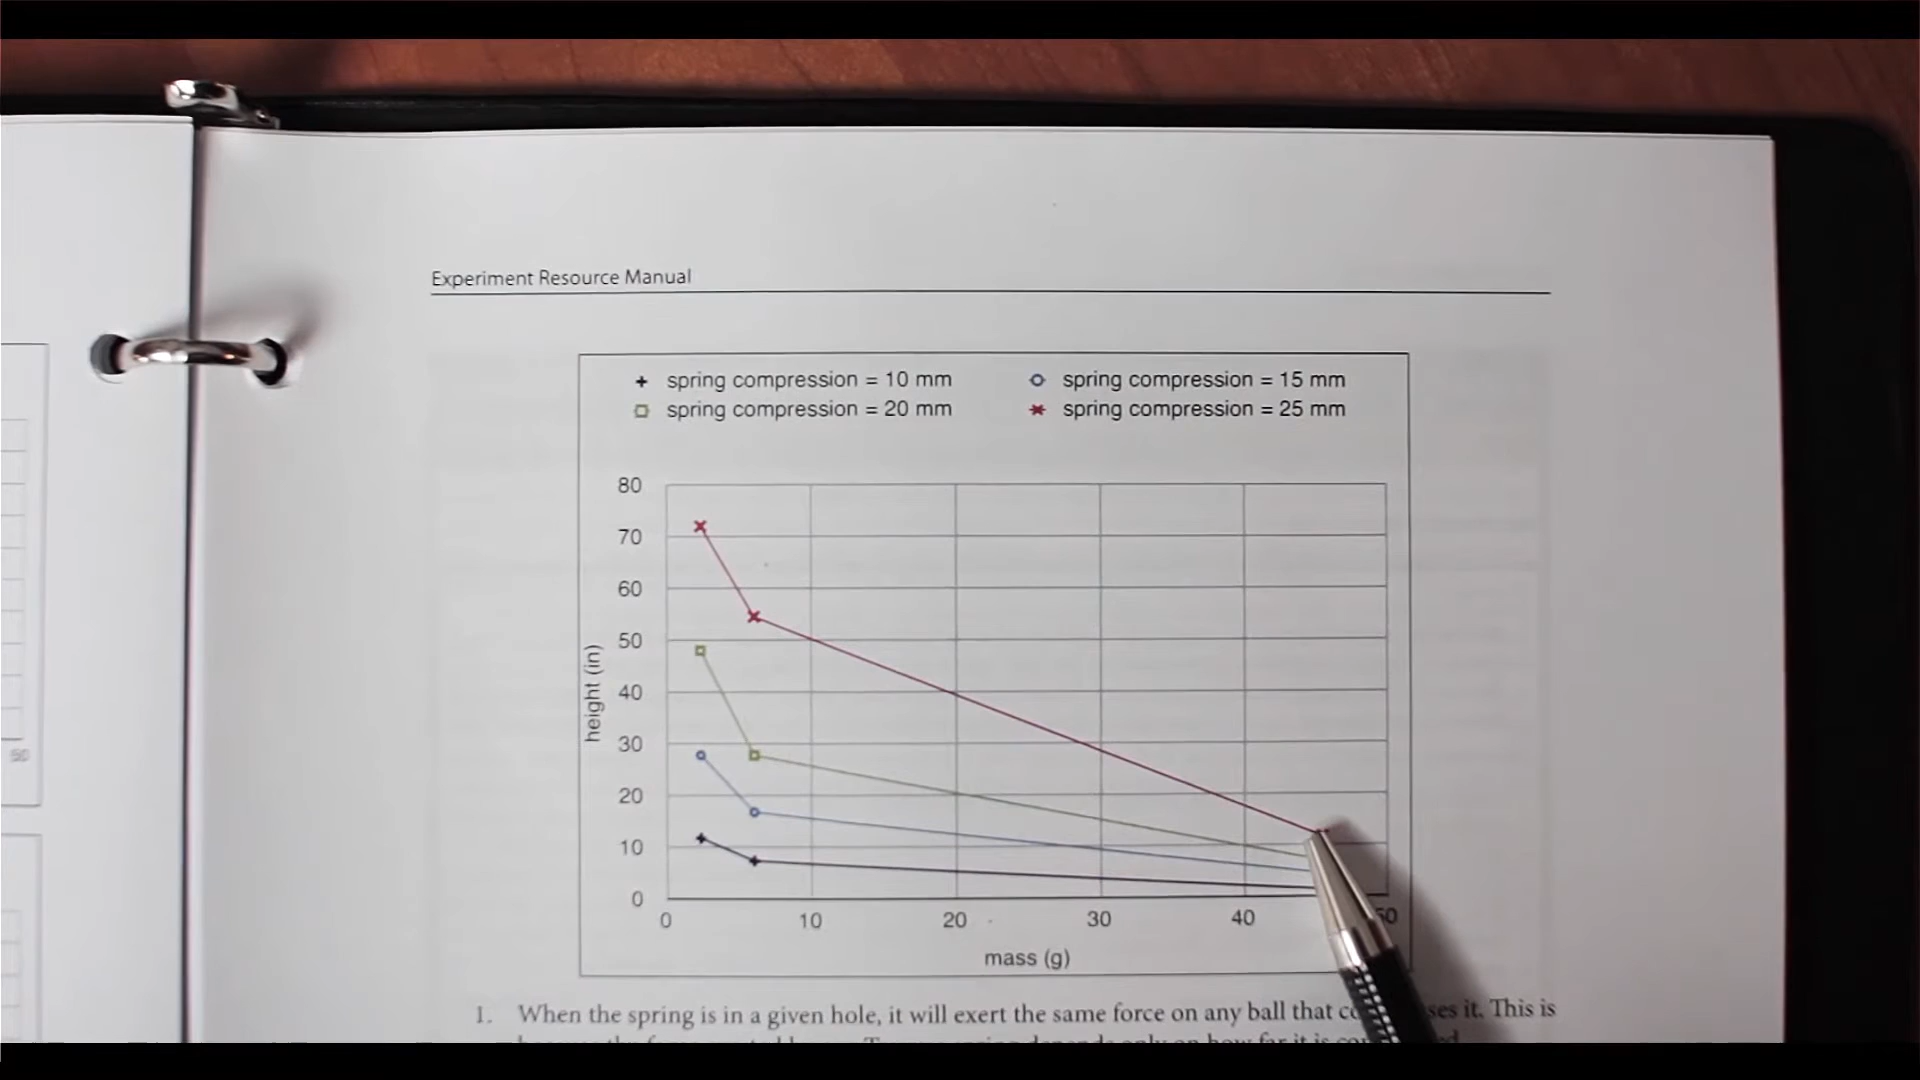 Experiment Resource Manual
spring compression = 10 mm
spring compression = 15 mm
spring compression = 20 mm
spring compression = 25 mm
80
70
60
50
40
30
20
10
0
height (in)
0 10 20 30 40
mass (g)
1. When the spring is in a given hole, it will exert the same force on any ball that it. This is